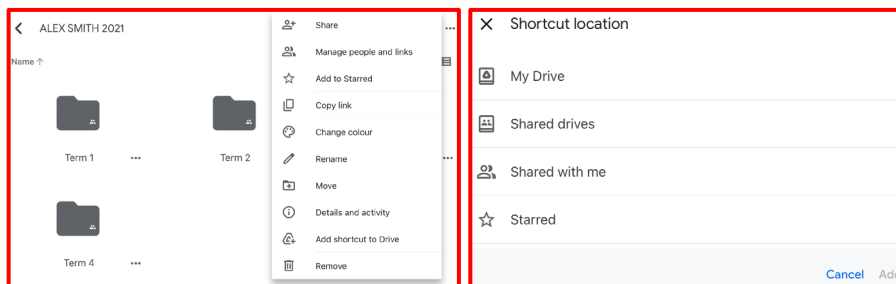 ALEX SMITH 2021
Name
Term 1
Term 2
Term 4
Share
Manage people and links
Add to Starred
Copy link
Change colour
Rename
Move
Details and activity
Add shortcut to Drive
Remove
Shortcut location
My Drive
Shared drives
Shared with me
Starred
Cancel